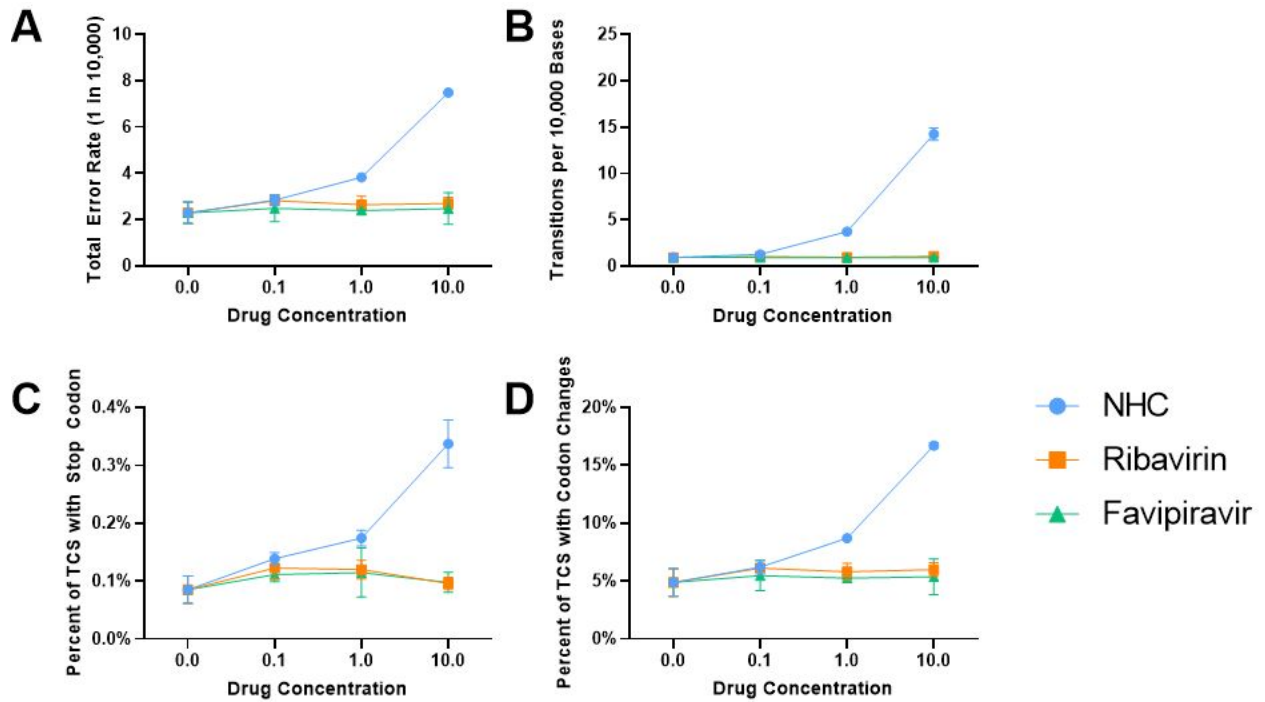 A
Total Error Rate (1 in 10,000)
10
8
6
4
2
0
0.0 0.1 1.0 10.0
Drug Concentration
B
Transitions per 10,000 Bases
25
20
15
10
5
0
0.0 0.1 1.0 10.0
Drug Concentration
C
Percent of TCS with Stop Codon
0.4%
0.3%
0.2%
0.1%
0.0%
0.0 0.1 1.0 10.0
Drug Concentration
D
Percent of TCS with Codon Changes
20%
15%
10%
5%
0%
0.0 0.1 1.0 10.0
Drug Concentration
NHC
Ribavirin
Favipiravir